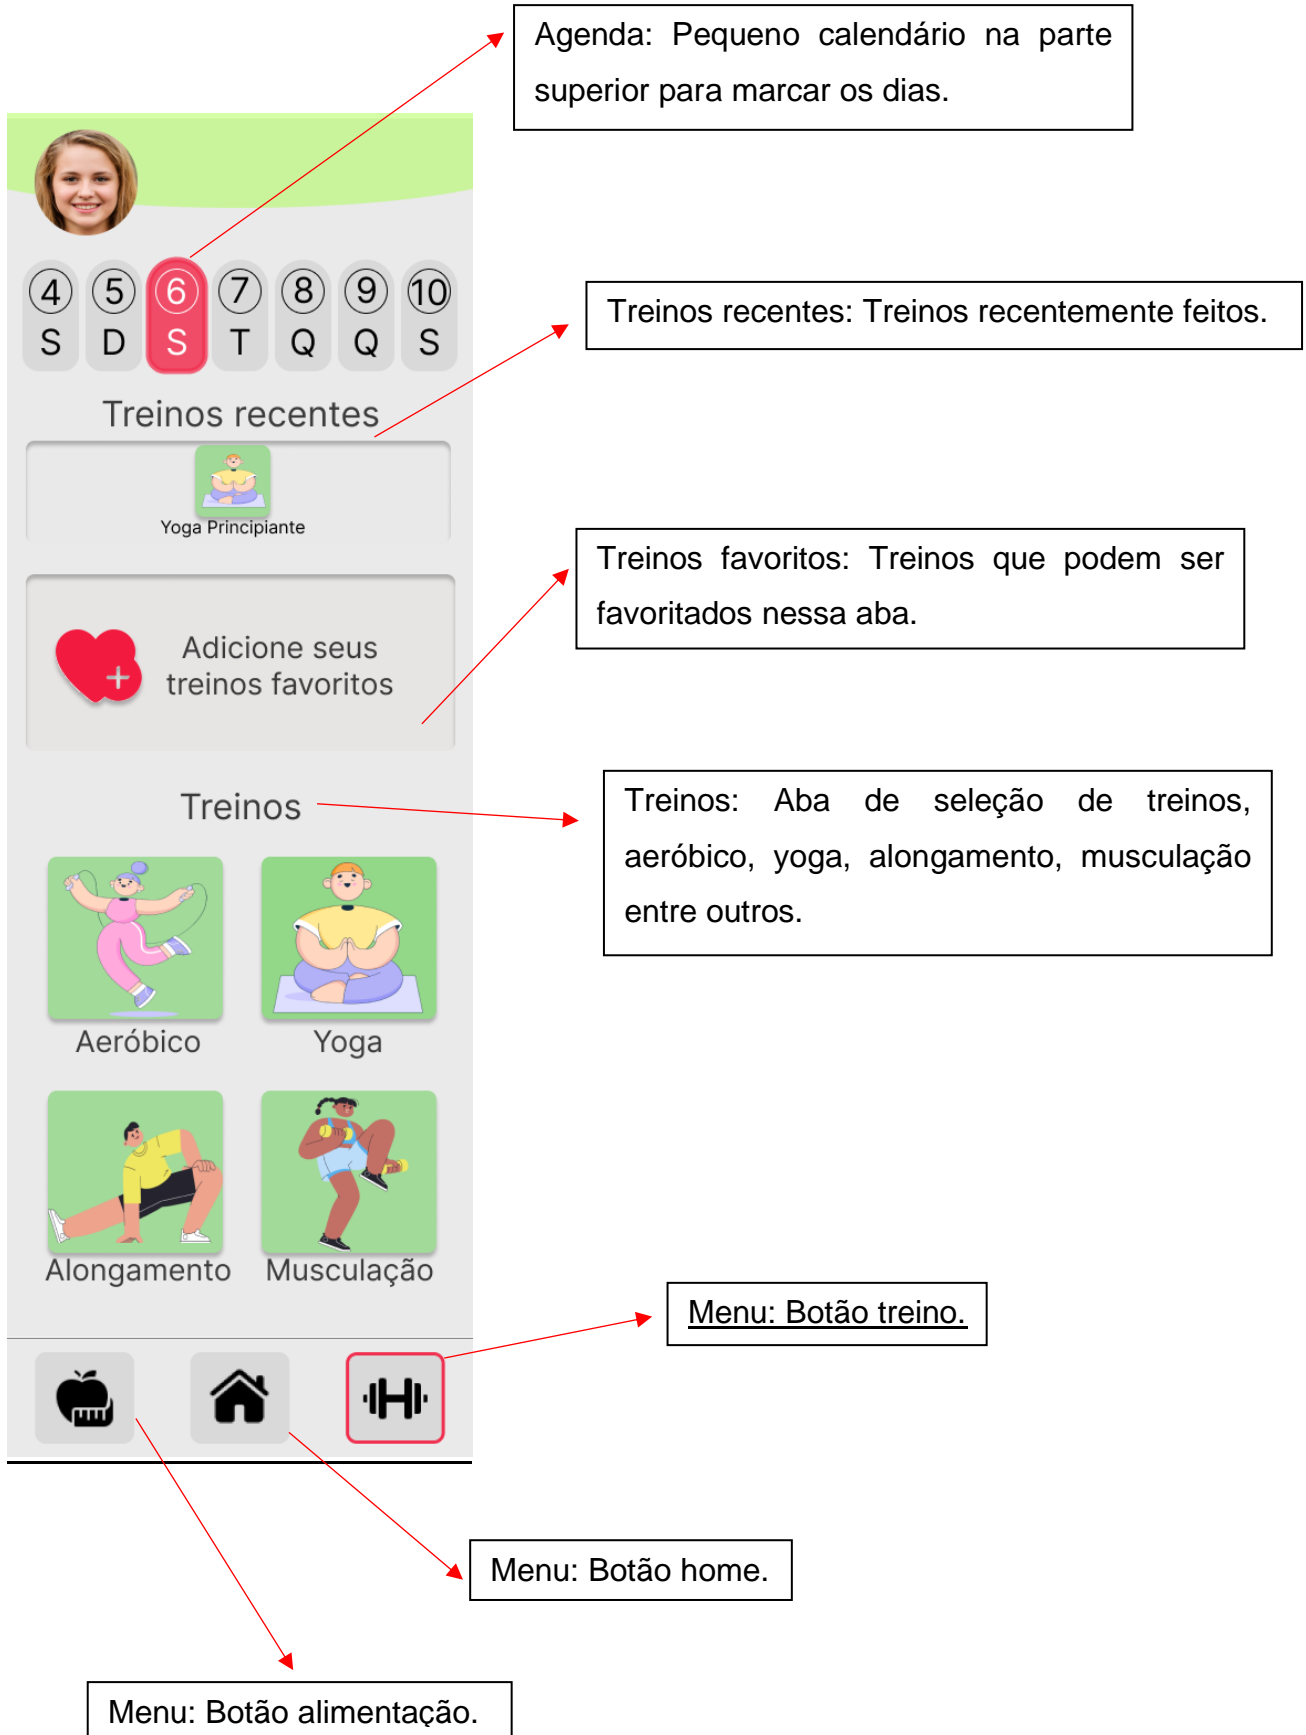 Agenda: Pequeno calendário na parte
superior para marcar os dias.
4 5 6 7 8 9 10
S D S T Q Q S
Treinos recentes: Treinos recentemente feitos.
Treinos recentes
Yoga Principiante
Treinos favoritos: Treinos que podem ser
favoritados nessa aba.
Adicione seus
treinos favoritos
Treinos: Aba de seleção de treinos,
aeróbico, yoga, alongamento, musculação
entre outros.
Treinos
Aeróbico Yoga
Alongamento Musculação
Menu: Botão treino.
Menu: Botão home.
Menu: Botão alimentação.